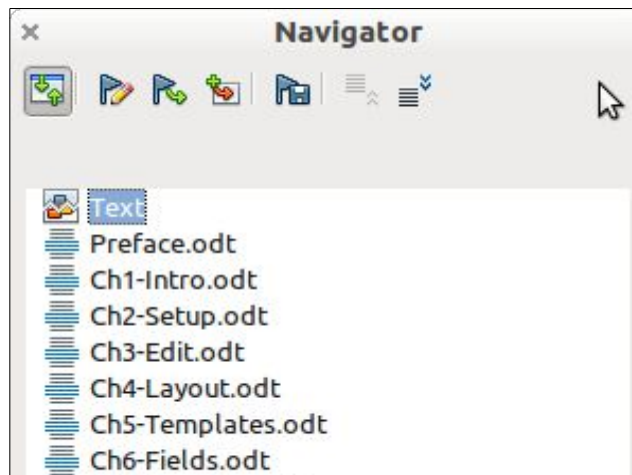 Navigator
Text
Preface.odt
Ch1-Intro.odt
Ch2-Setup.odt
Ch3-Edit.odt
Ch4-Layout.odt
Ch5-Templates.odt
Ch6-Fields.odt